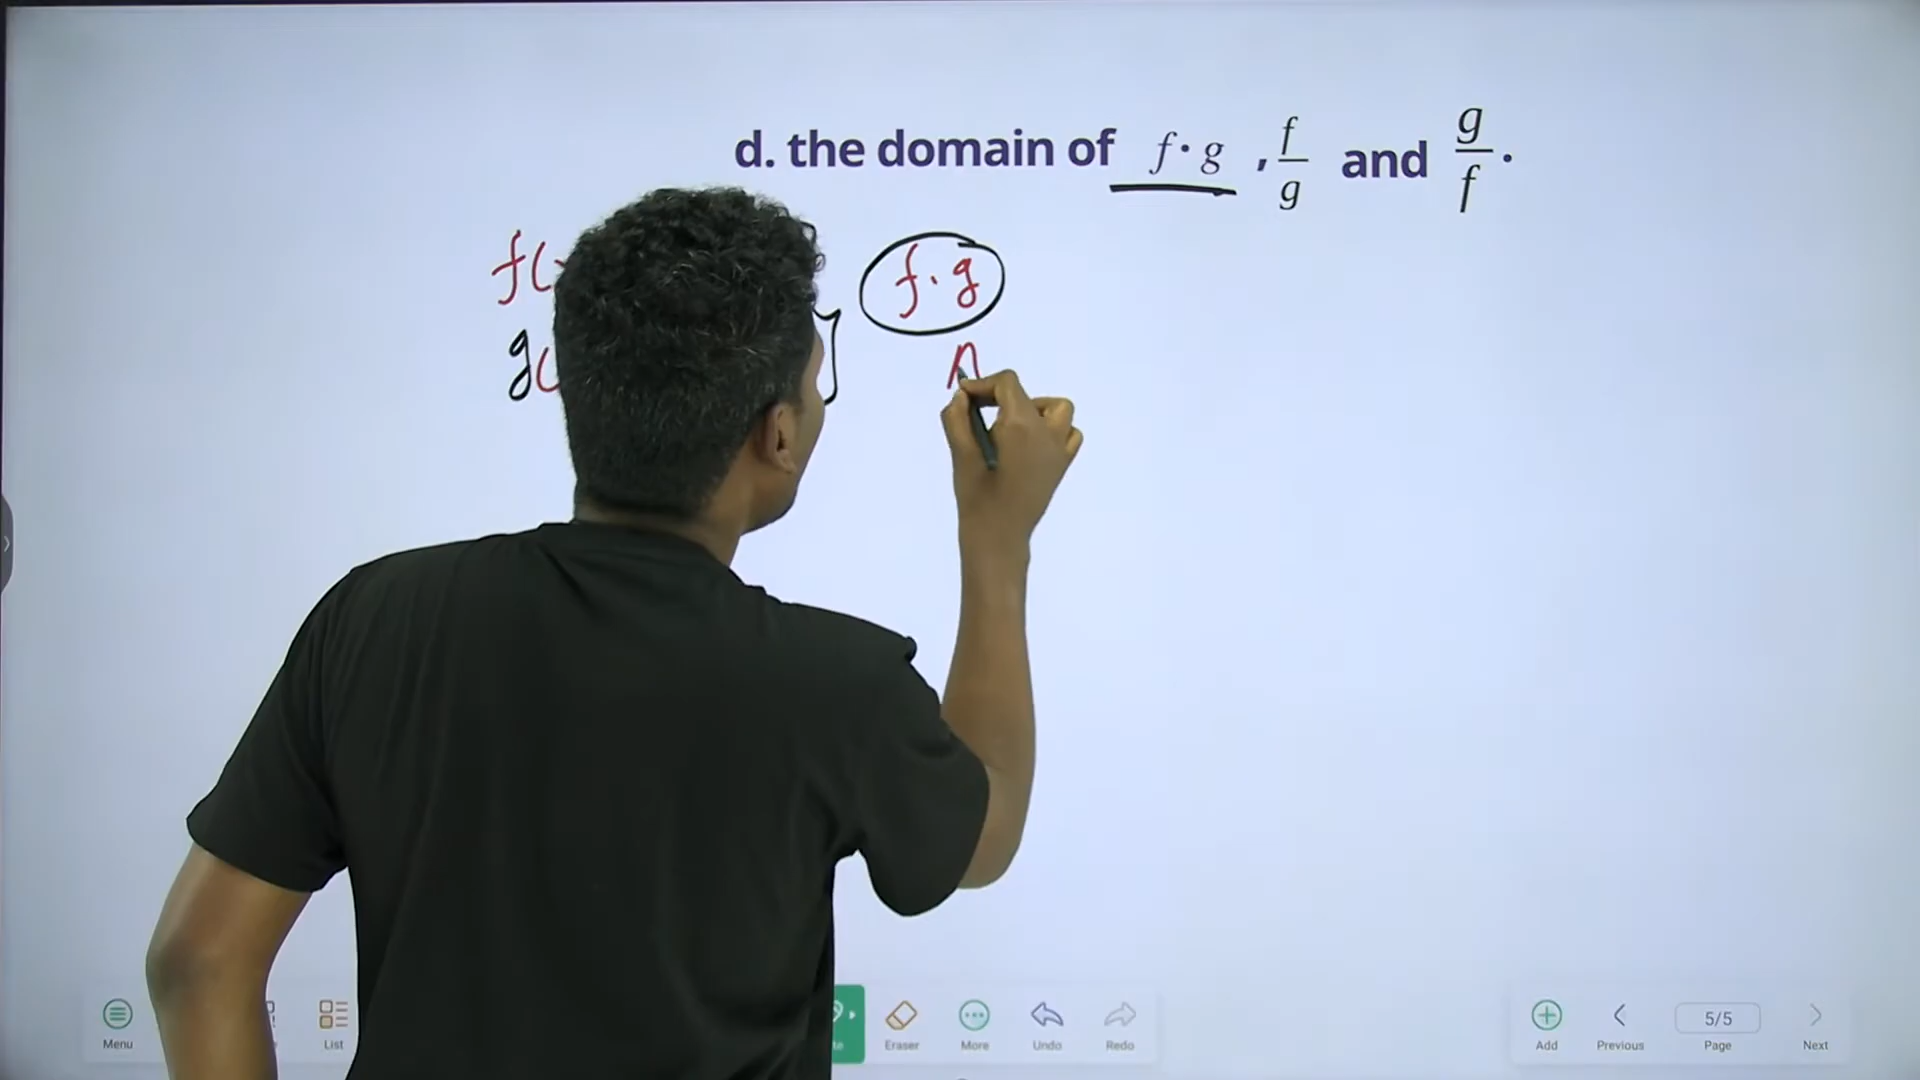 d. the domain of f·g , f/g and g/f.
f( f·g
g(
Menu List Eraser More Undo Redo Add Previous 5/5 Page Next